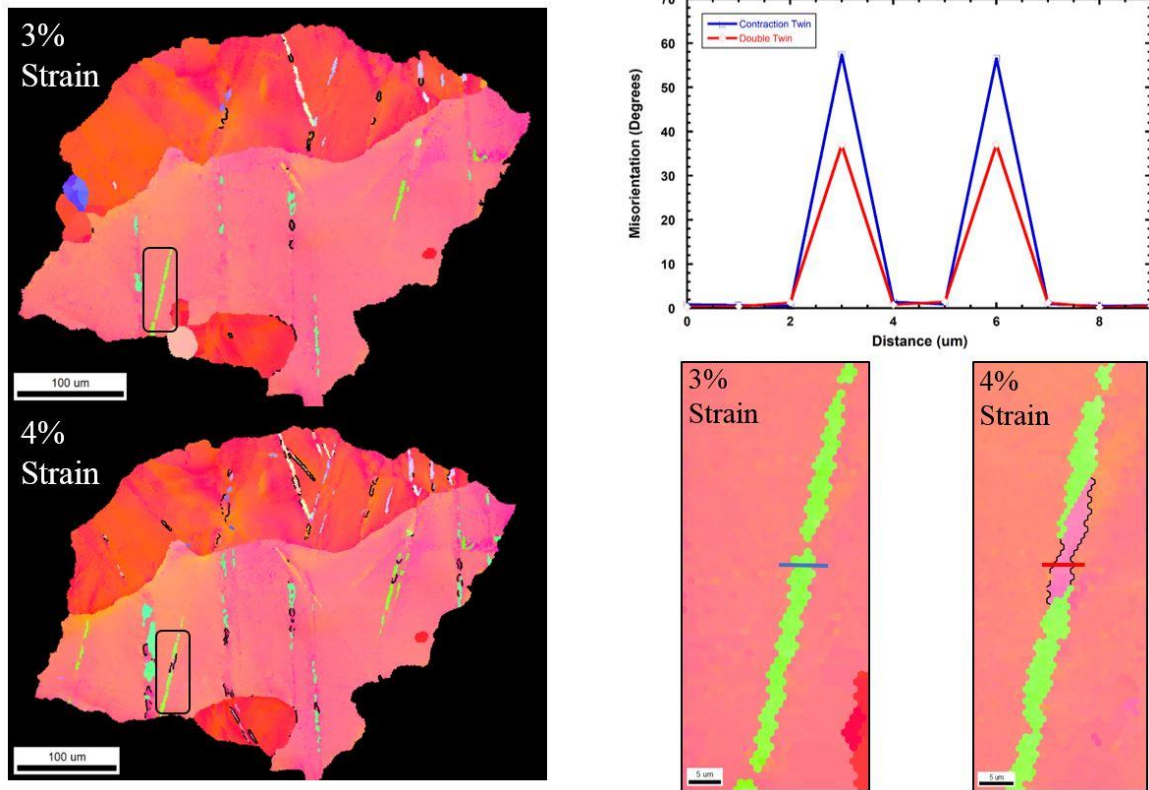 3%
Strain
100 um
4%
Strain
100 um
70
60
50
40
30
20
10
0
Misorientation (Degrees)
Contraction Twin
Double Twin
0 2 4 6 8
Distance (um)
3%
Strain
5 um
4%
Strain
5 um